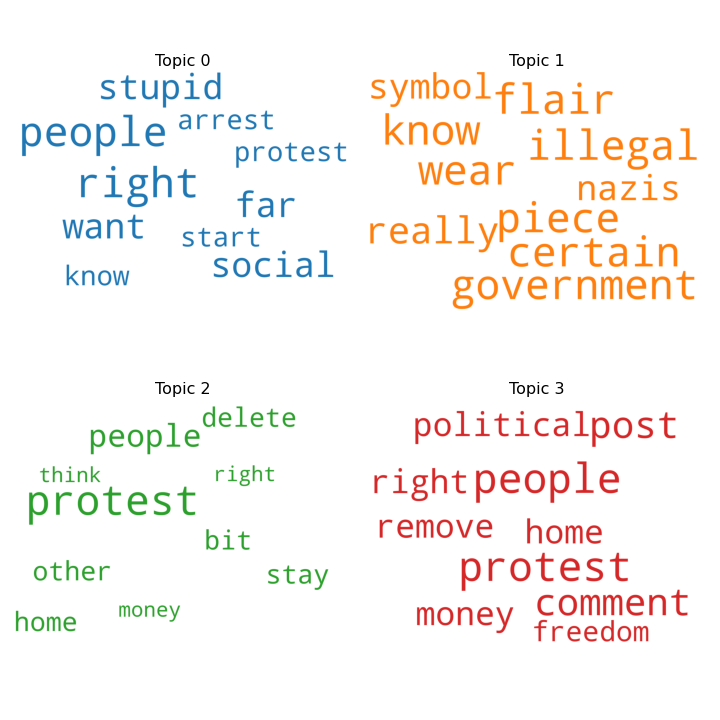 Topic 0
stupid
people arrest
protest
right
far
want
start
social
know
Topic 1
symbol flair
know
illegal
wear
nazis
piece
really
certain
government
Topic 2
delete
people
think right
protest
bit
other
stay
money
home
Topic 3
political post
right people
remove home
protest
money comment
freedom